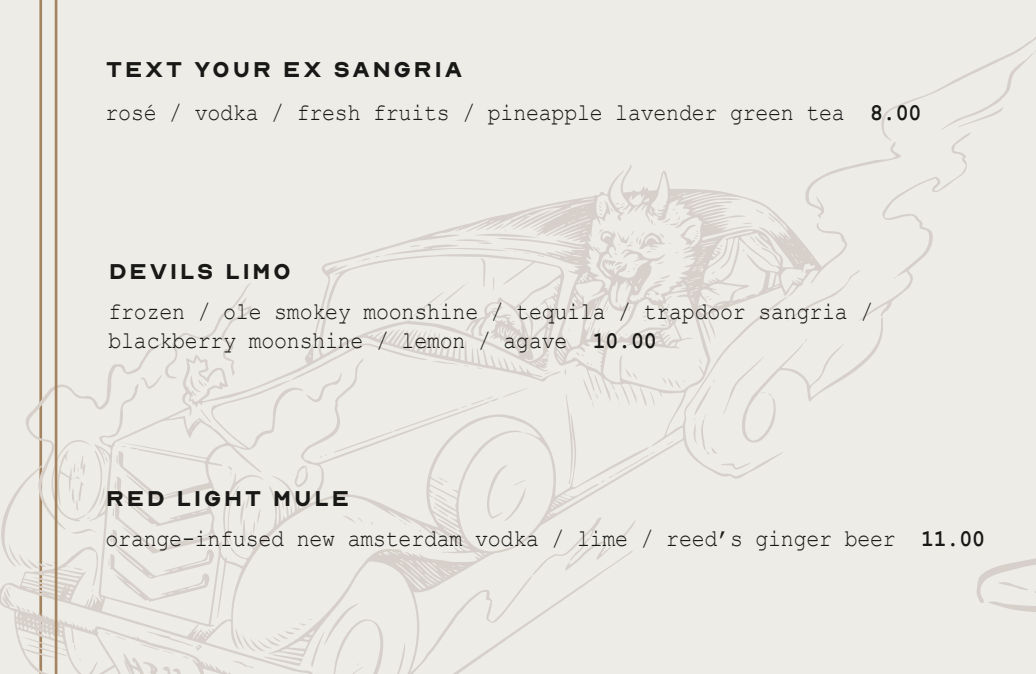 TEXT YOUR EX SANGRIA
rosé / vodka / fresh fruits / pineapple lavender green tea 8.00
DEVILS LIMO
frozen / ole smokey moonshine / tequila / trapdoor sangria /
blackberry moonshine / lemon / agave 10.00
RED LIGHT MULE
orange-infused new amsterdam vodka / lime / reed’s ginger beer 11.00